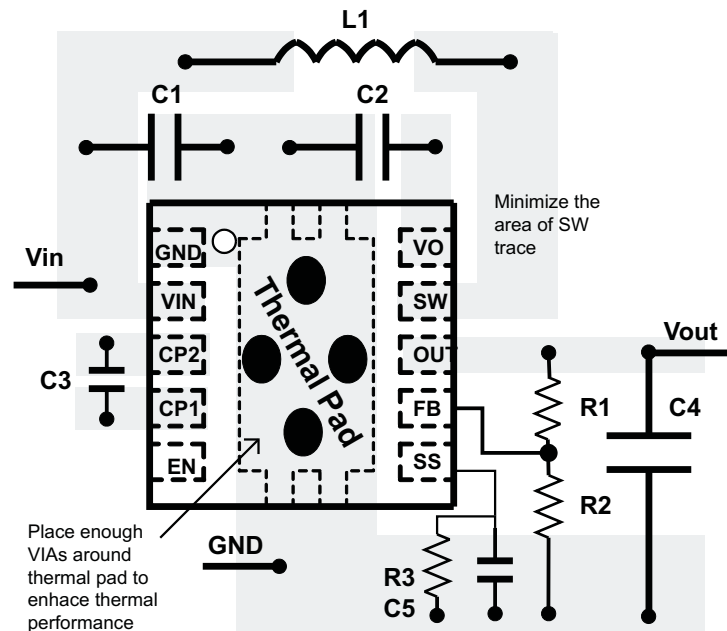 L1
C1
C2
Minimize the
area of SW
trace
Vin
GND
VO
VIN
SW
CP2
OUT
Vout
C3
CP1
FB
R1
C4
EN
SS
Thermal Pad
R2
Place enough
VIAs around
thermal pad to
enhace thermal
performance
GND
R3
C5